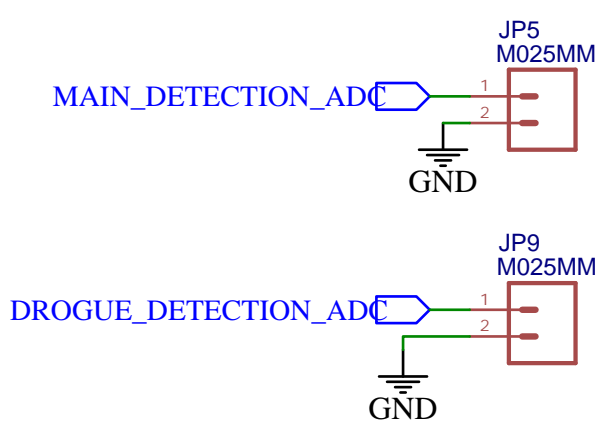 JP5
M025MM
MAIN_DETECTION_ADC
1
2
GND
JP9
M025MM
DROGUE_DETECTION_ADC
1
2
GND